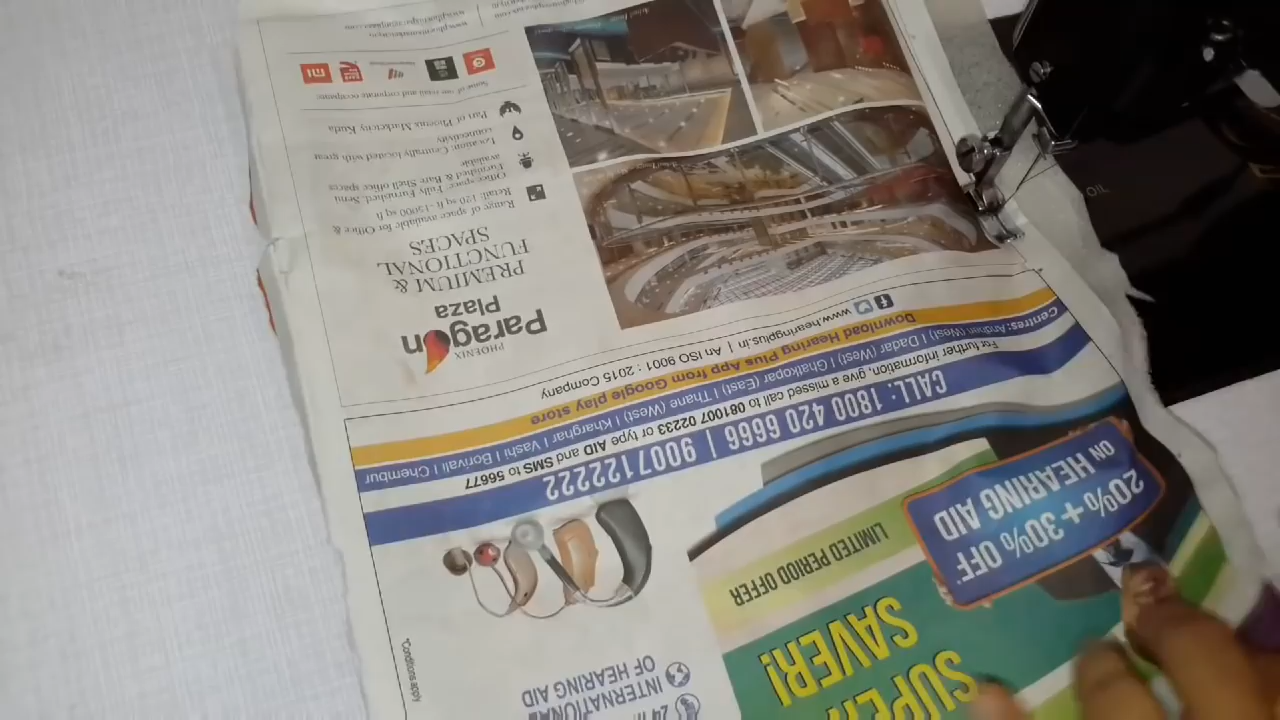 SUPER
SAVER!
LIMITED PERIOD OFFER
20%+30% OFF*
ON HEARING AID
INTERNATIONAL
OF HEARING AID
*Conditions apply
CALL: 1800 420 6666 | 9007122222
For further information, give a missed call to 081007 02233 or type AID and SMS to 56677
Centres: Andheri (West) | Dadar (West) | Ghatkopar (East) | Thane (West) | Kharghar | Vashi | Borivali | Chembur
Download Hearing Plus App from Google play store
www.hearingplus.in | An ISO 9001 : 2015 Company
PHOENIX
Paragon
Plaza
PREMIUM &
FUNCTIONAL
SPACES
Range of space available for Office &
Retail: 120 sq ft -15000 sq ft
Office space: Fully Furnished, Semi
Furnished & Bare Shell office spaces
available
Location: Centrally located with great
connectivity
Part of Phoenix Marketcity Kurla
Some of our retail and corporate occupants:
MI
OIL